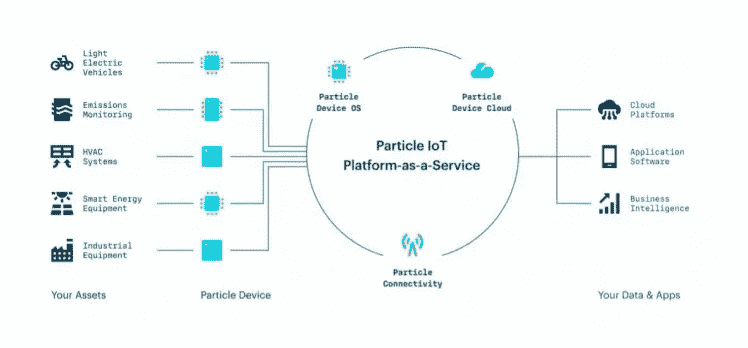 Light
Electric
Vehicles
Emissions
Monitoring
HVAC
Systems
Smart Energy
Equipment
Industrial
Equipment
Your Assets
Particle Device
Particle
Device OS
Particle
Device Cloud
Particle IoT
Platform-as-a-Service
Particle
Connectivity
Cloud
Platforms
Application
Software
Business
Intelligence
Your Data & Apps